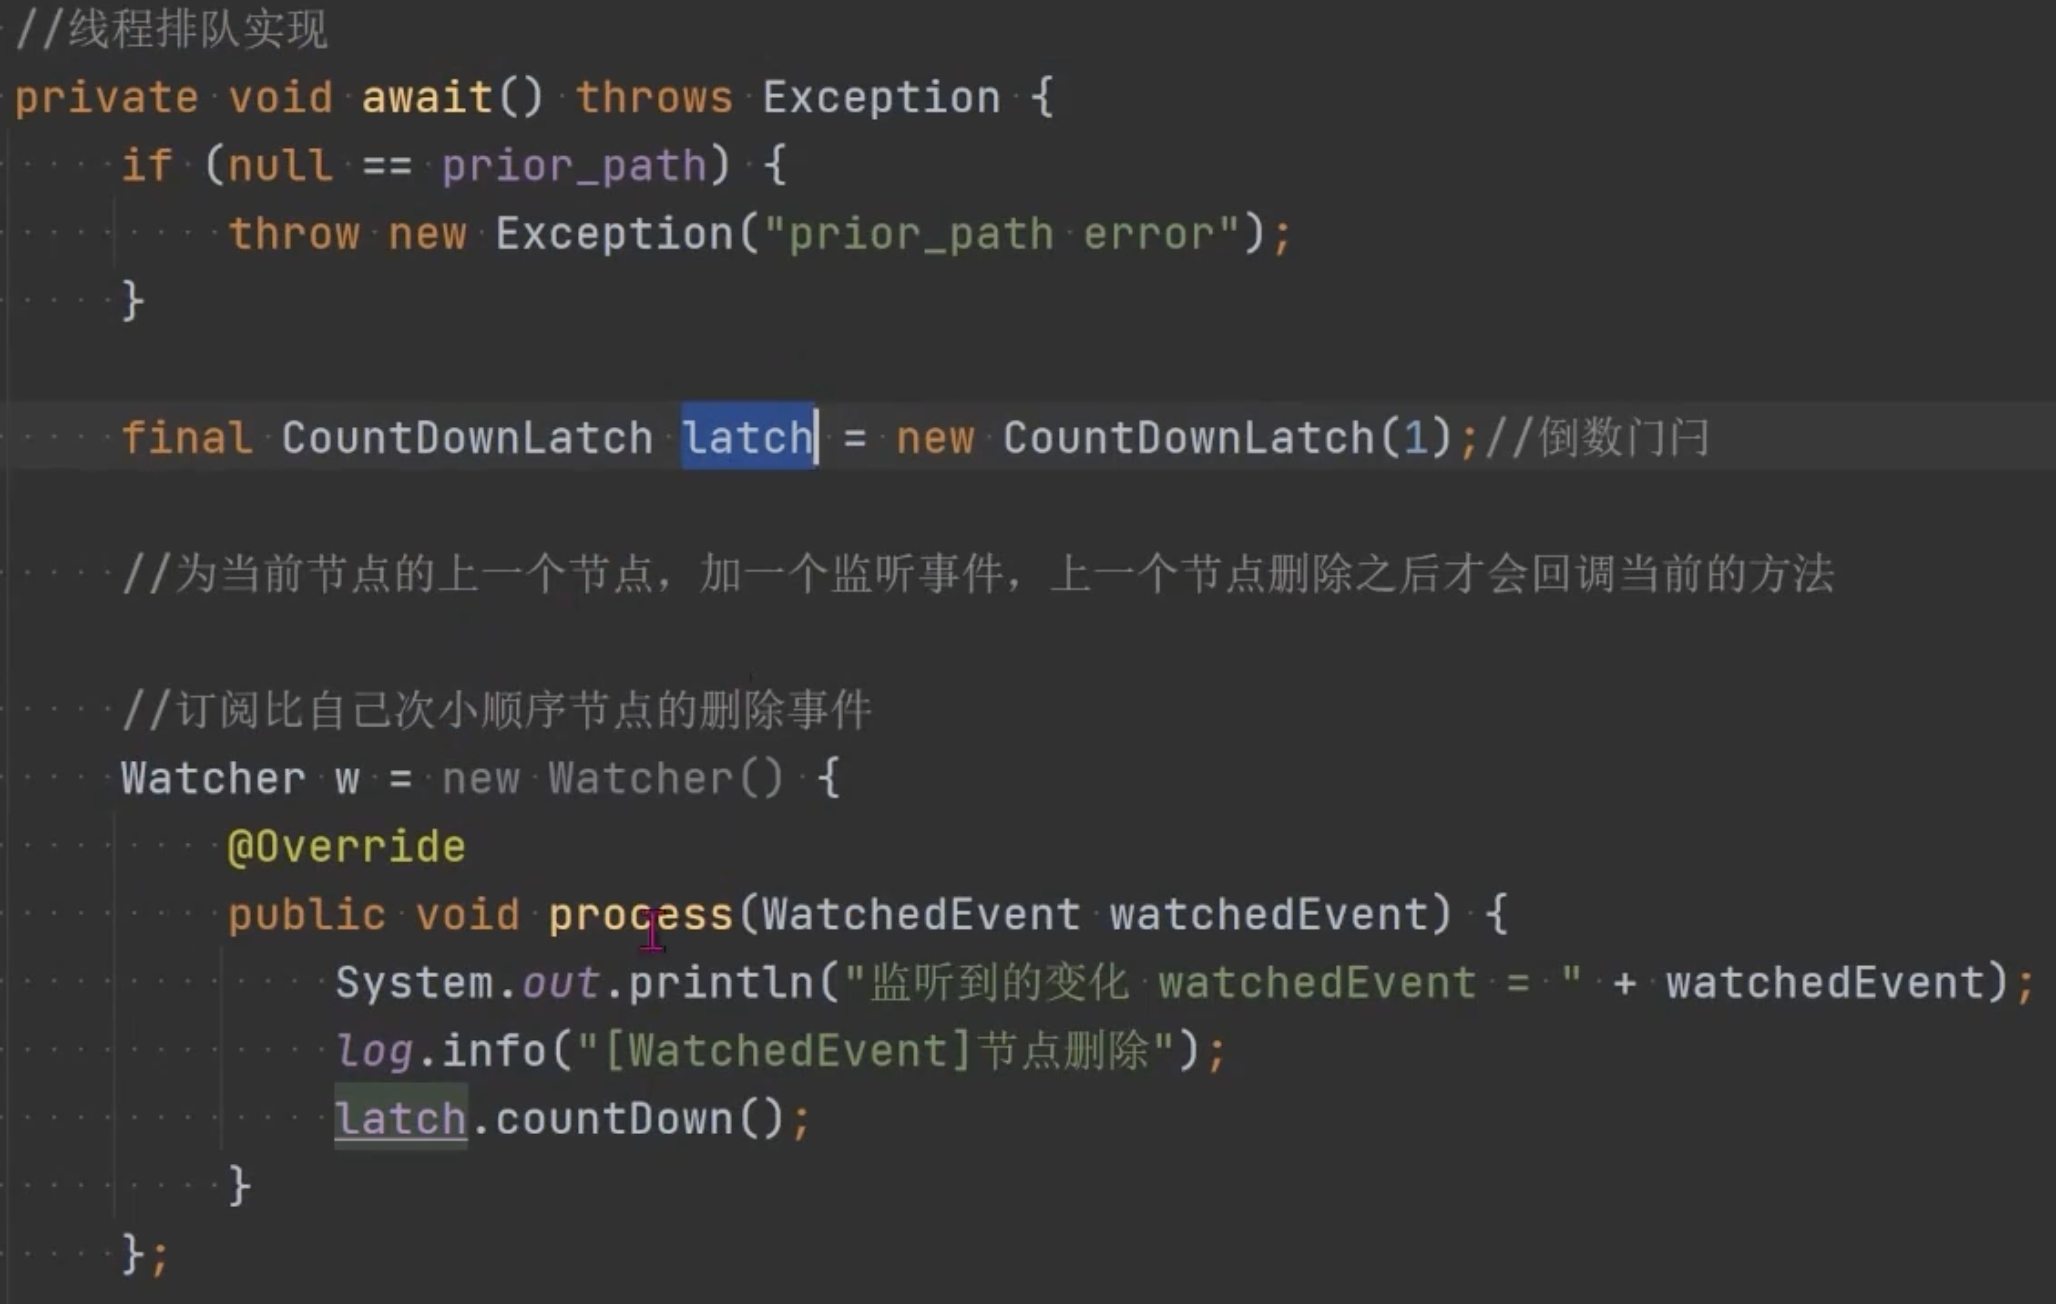 //线程排队实现
private void await() throws Exception {
if (null == prior_path) {
throw new Exception("prior_path error");
}
final CountDownLatch latch = new CountDownLatch(1);//倒数门闩
//为当前节点的上一个节点，加一个监听事件，上一个节点删除之后才会回调当前的方法
//订阅比自己次小顺序节点的删除事件
Watcher w = new Watcher() {
@Override
public void process(WatchedEvent watchedEvent) {
System.out.println("监听到的变化 watchedEvent = " + watchedEvent);
log.info("[WatchedEvent]节点删除");
latch.countDown();
}
};